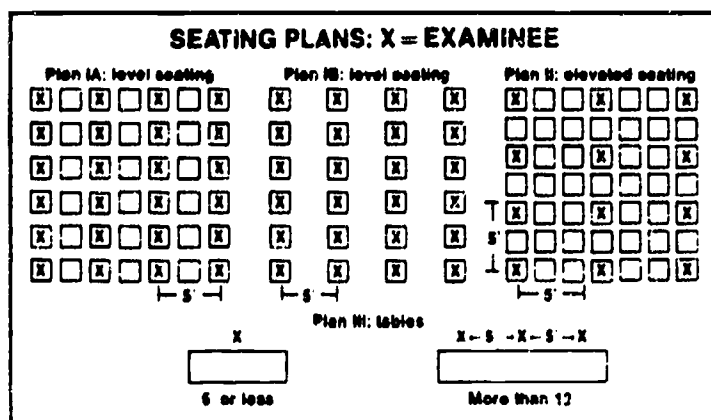 SEATING PLANS: X = EXAMINEE
Plan IA: level seating
X X X X
X X X X
X X X X
X X X X
X X X X
X X X X
5'
Plan IB: level seating
X X X X
X X X X
X X X X
X X X X
X X X X
X X X X
5'
Plan II: elevated seating
X X X
X X X
X X X
X X X
5'
5'
Plan III: tables
X
or less
X ← 5 → X ← 5' → X
More than 12